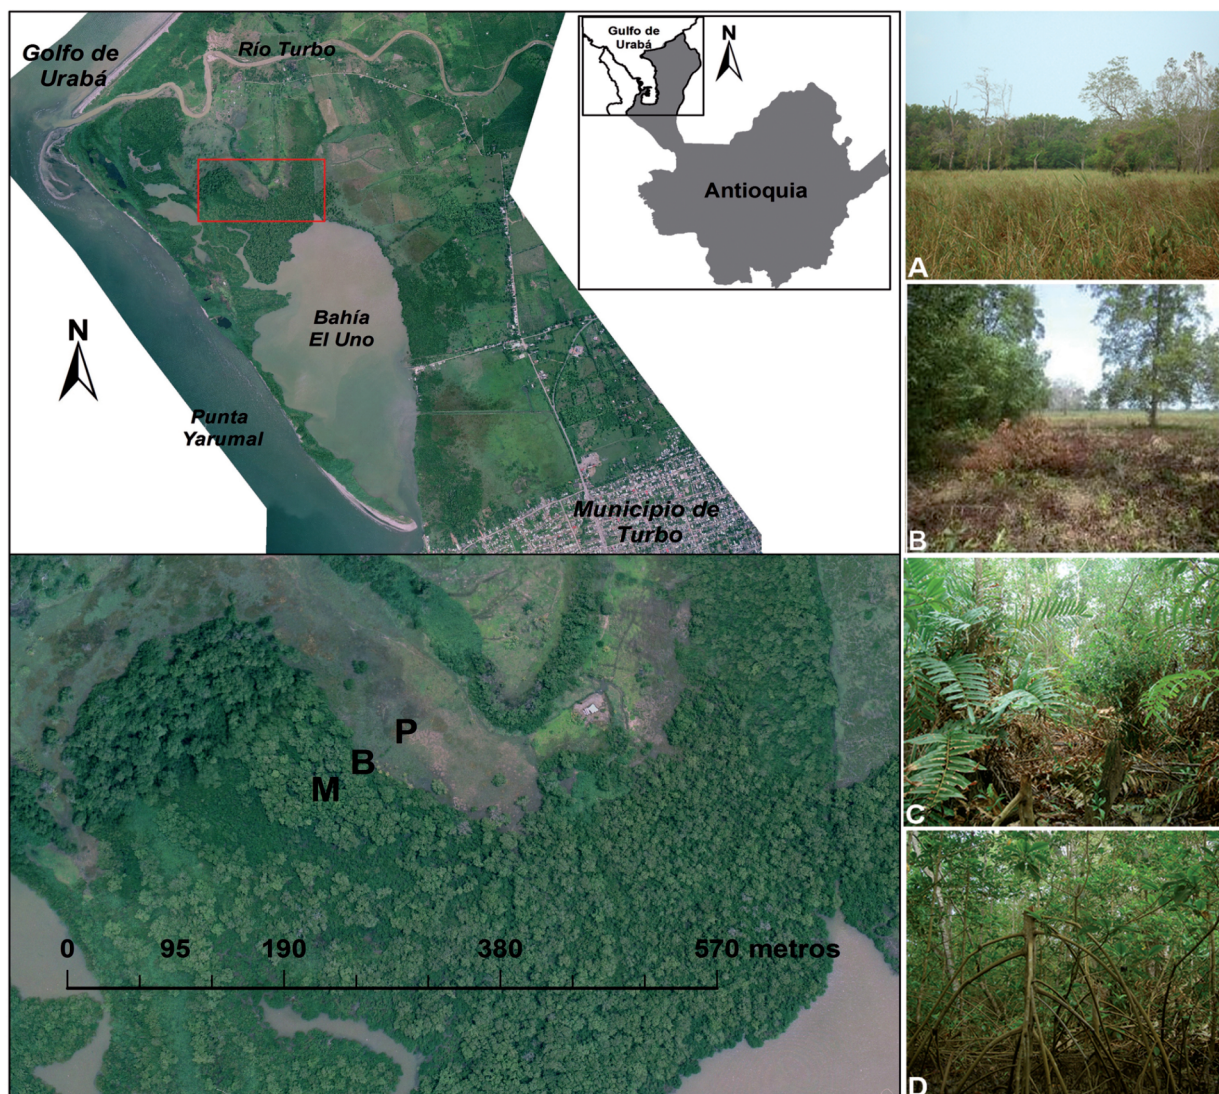 Golfo de
Urabá
Río Turbo
Bahía
El Uno
N
Punta
Yarumal
Municipio de
Turbo
Golfo
de Urabá
N
Antioquia
A
B
C
D
P
B
M
0 95 190 380 570 metros